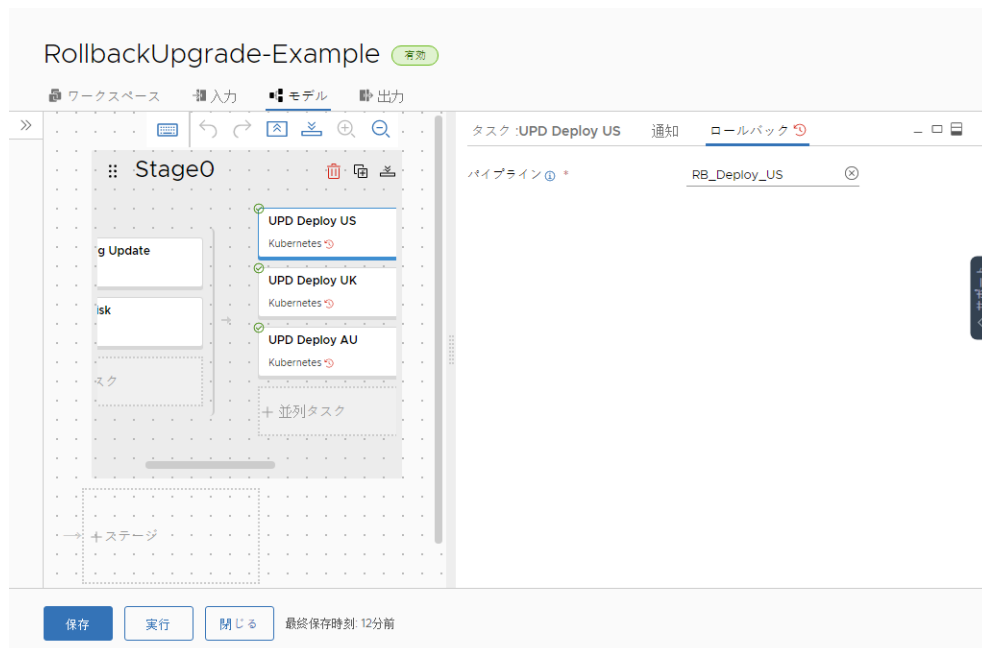 RollbackUpgrade-Example 有効
ワークスペース 入力 モデル 出力
タスク :UPD Deploy US 通知 ロールバック
Stage0
パイプライン * RB_Deploy_US
UPD Deploy US
Kubernetes
g Update
UPD Deploy UK
Kubernetes
isk
UPD Deploy AU
Kubernetes
スク
+ 並列タスク
+ステージ
保存 実行 閉じる 最終保存時刻: 12分前